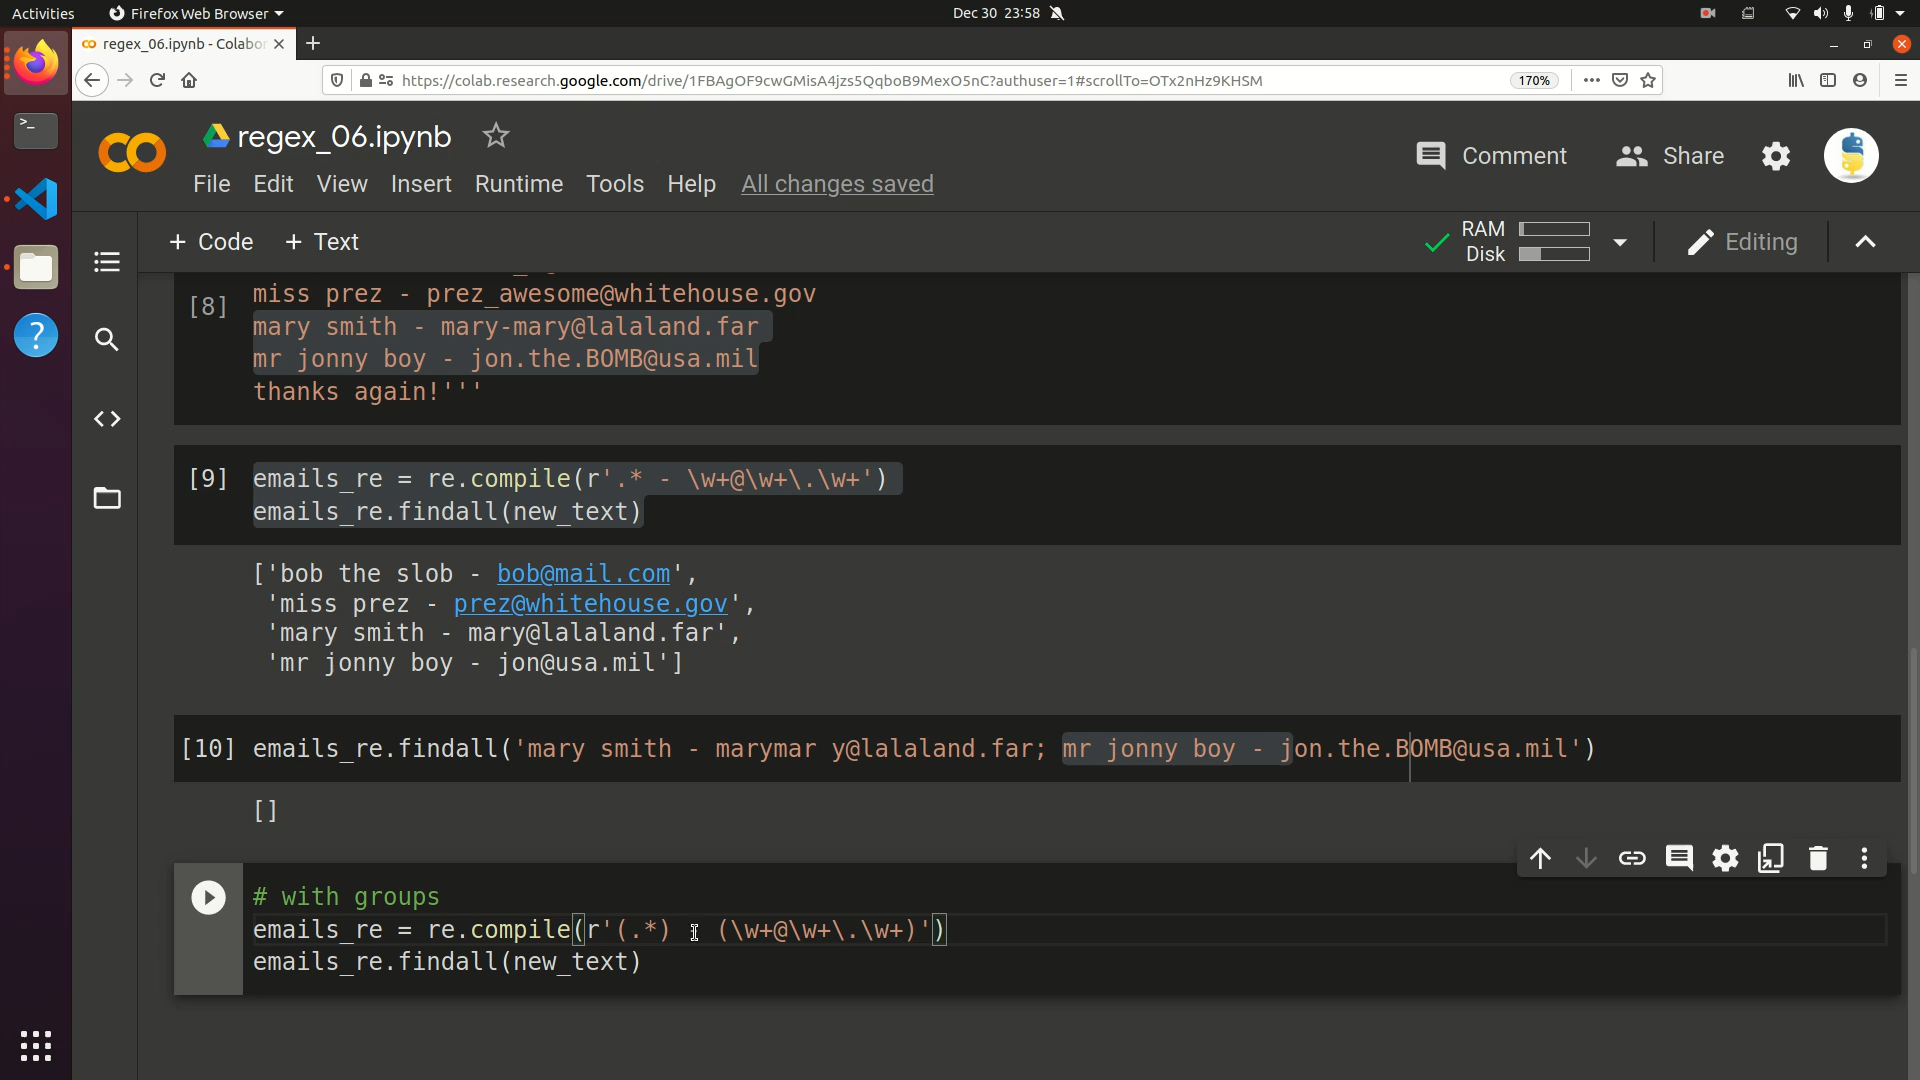 Activities
Firefox Web Browser
Dec 30 23:58
regex_06.ipynb - Colabor
https://colab.research.google.com/drive/1FBAgOF9cwGMisA4jzs5QqboB9MexO5nC?authuser=1#scrollTo=OTx2nHz9KHSM
170%
regex_06.ipynb
Comment
Share
File Edit View Insert Runtime Tools Help All changes saved
+ Code + Text
RAM
Disk
Editing
[8]
miss prez - prez_awesome@whitehouse.gov
mary smith - mary-mary@lalaland.far
mr jonny boy - jon.the.BOMB@usa.mil
thanks again!'''
[9] emails_re = re.compile(r'.* - \w+@\w+\.\w+')
emails_re.findall(new_text)
['bob the slob - bob@mail.com',
'miss prez - prez@whitehouse.gov',
'mary smith - mary@lalaland.far',
'mr jonny boy - jon@usa.mil']
[10] emails_re.findall('mary smith - marymar y@lalaland.far; mr jonny boy - jon.the.BOMB@usa.mil')
[]
# with groups
emails_re = re.compile(r'(.*) (\w+@\w+\.\w+)')
emails_re.findall(new_text)